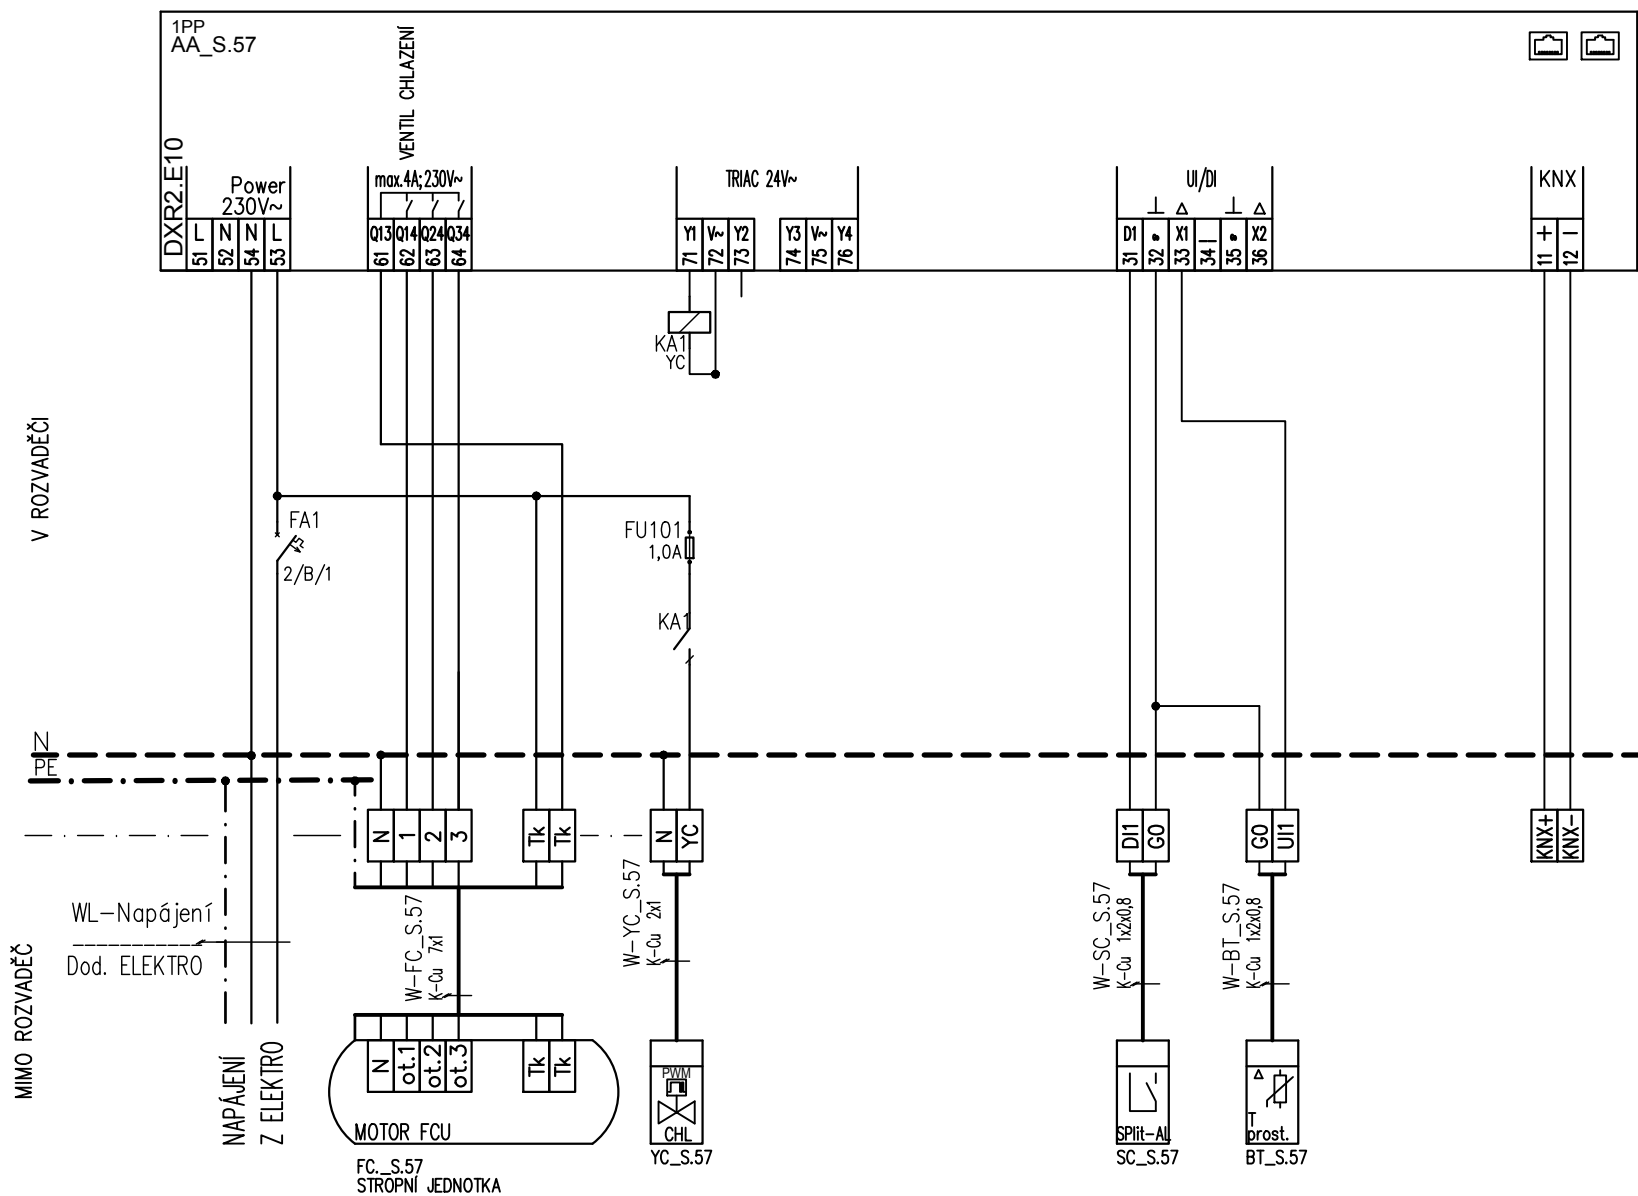 1PP
AA_S.57
DXR2.E10
Power
230V~
L N N L
51 52 54 53
VENTIL CHLAZENÍ
max.4A;230V~
Q13 Q14 Q24 Q34
61 62 63 64
TRIAC 24V~
Y1 V~ Y2 Y3 V~ Y4
71 72 73 74 75 76
UI/DI
D1 X1 X2
31 32 33 34 35 36
KNX
+ −
11 12
KA1
YC
V ROZVADĚČI
FA1
2/B/1
FU101
1,0A
KA1
N
PE
N 1 2 3 Tk Tk
N YC
DI1 G0
G0 UI1
KNX+ KNX-
WL-Napájení
Dod. ELEKTRO
MIMO ROZVADĚČ
NAPÁJENÍ
Z ELEKTRO
W-FC_S.57
K-Cu 7x1
W-YC_S.57
K-Cu 2x1
W-SC_S.57
K-Cu 1x2x0,8
W-BT_S.57
K-Cu 1x2x0,8
N ot.1 ot.2 ot.3 Tk Tk
MOTOR FCU
FC._S.57
STROPNÍ JEDNOTKA
PWM
CHL
YC_S.57
SPlit-AL
SC_S.57
T
prost.
BT_S.57